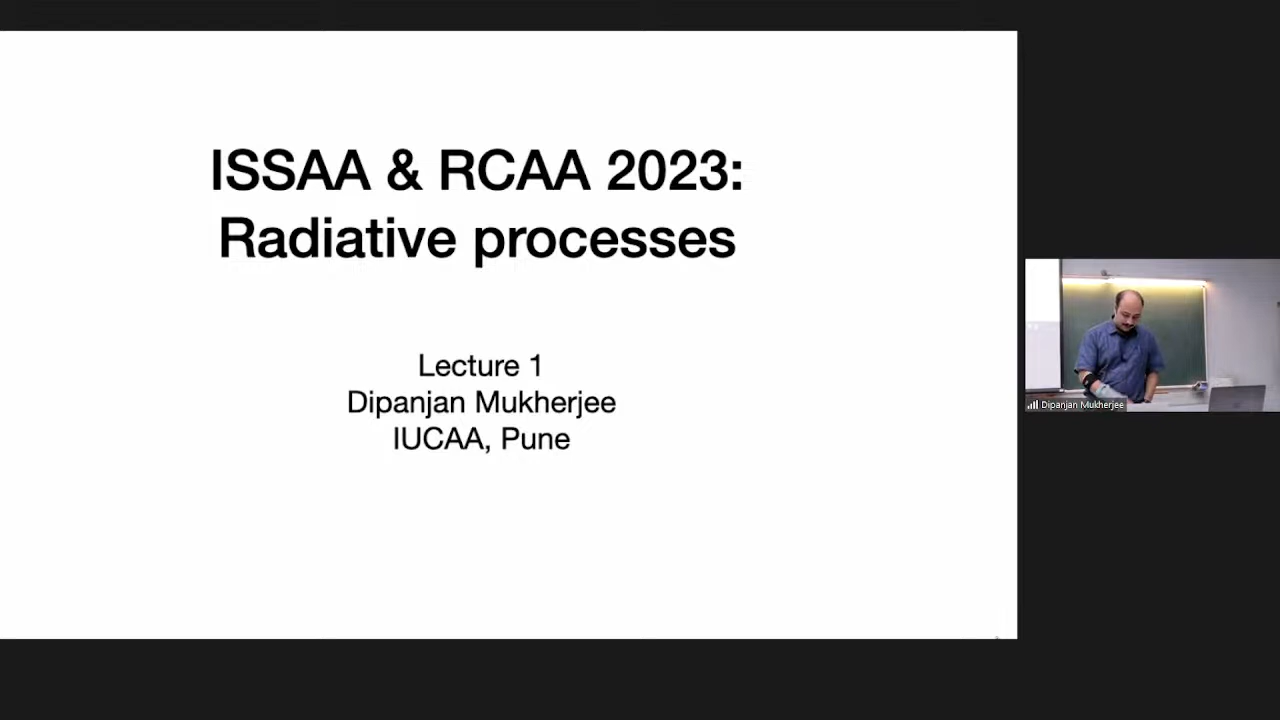 ISSAA & RCAA 2023:
Radiative processes
Lecture 1
Dipanjan Mukherjee
IUCAA, Pune
Dipanjan Mukherjee